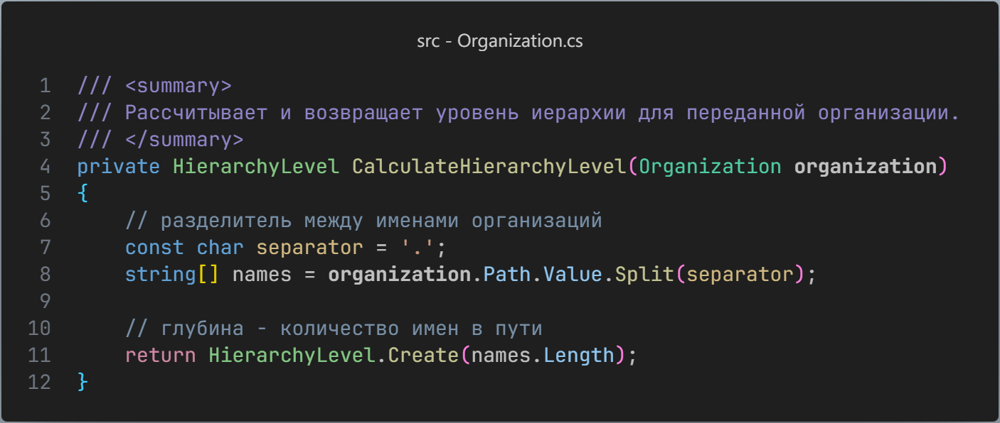 src - Organization.cs
1 /// <summary>
2 /// Рассчитывает и возвращает уровень иерархии для переданной организации.
3 /// </summary>
4 private HierarchyLevel CalculateHierarchyLevel(Organization organization)
5 {
6     // разделитель между именами организаций
7     const char separator = '.';
8     string[] names = organization.Path.Value.Split(separator);
9
10     // глубина - количество имен в пути
11     return HierarchyLevel.Create(names.Length);
12 }